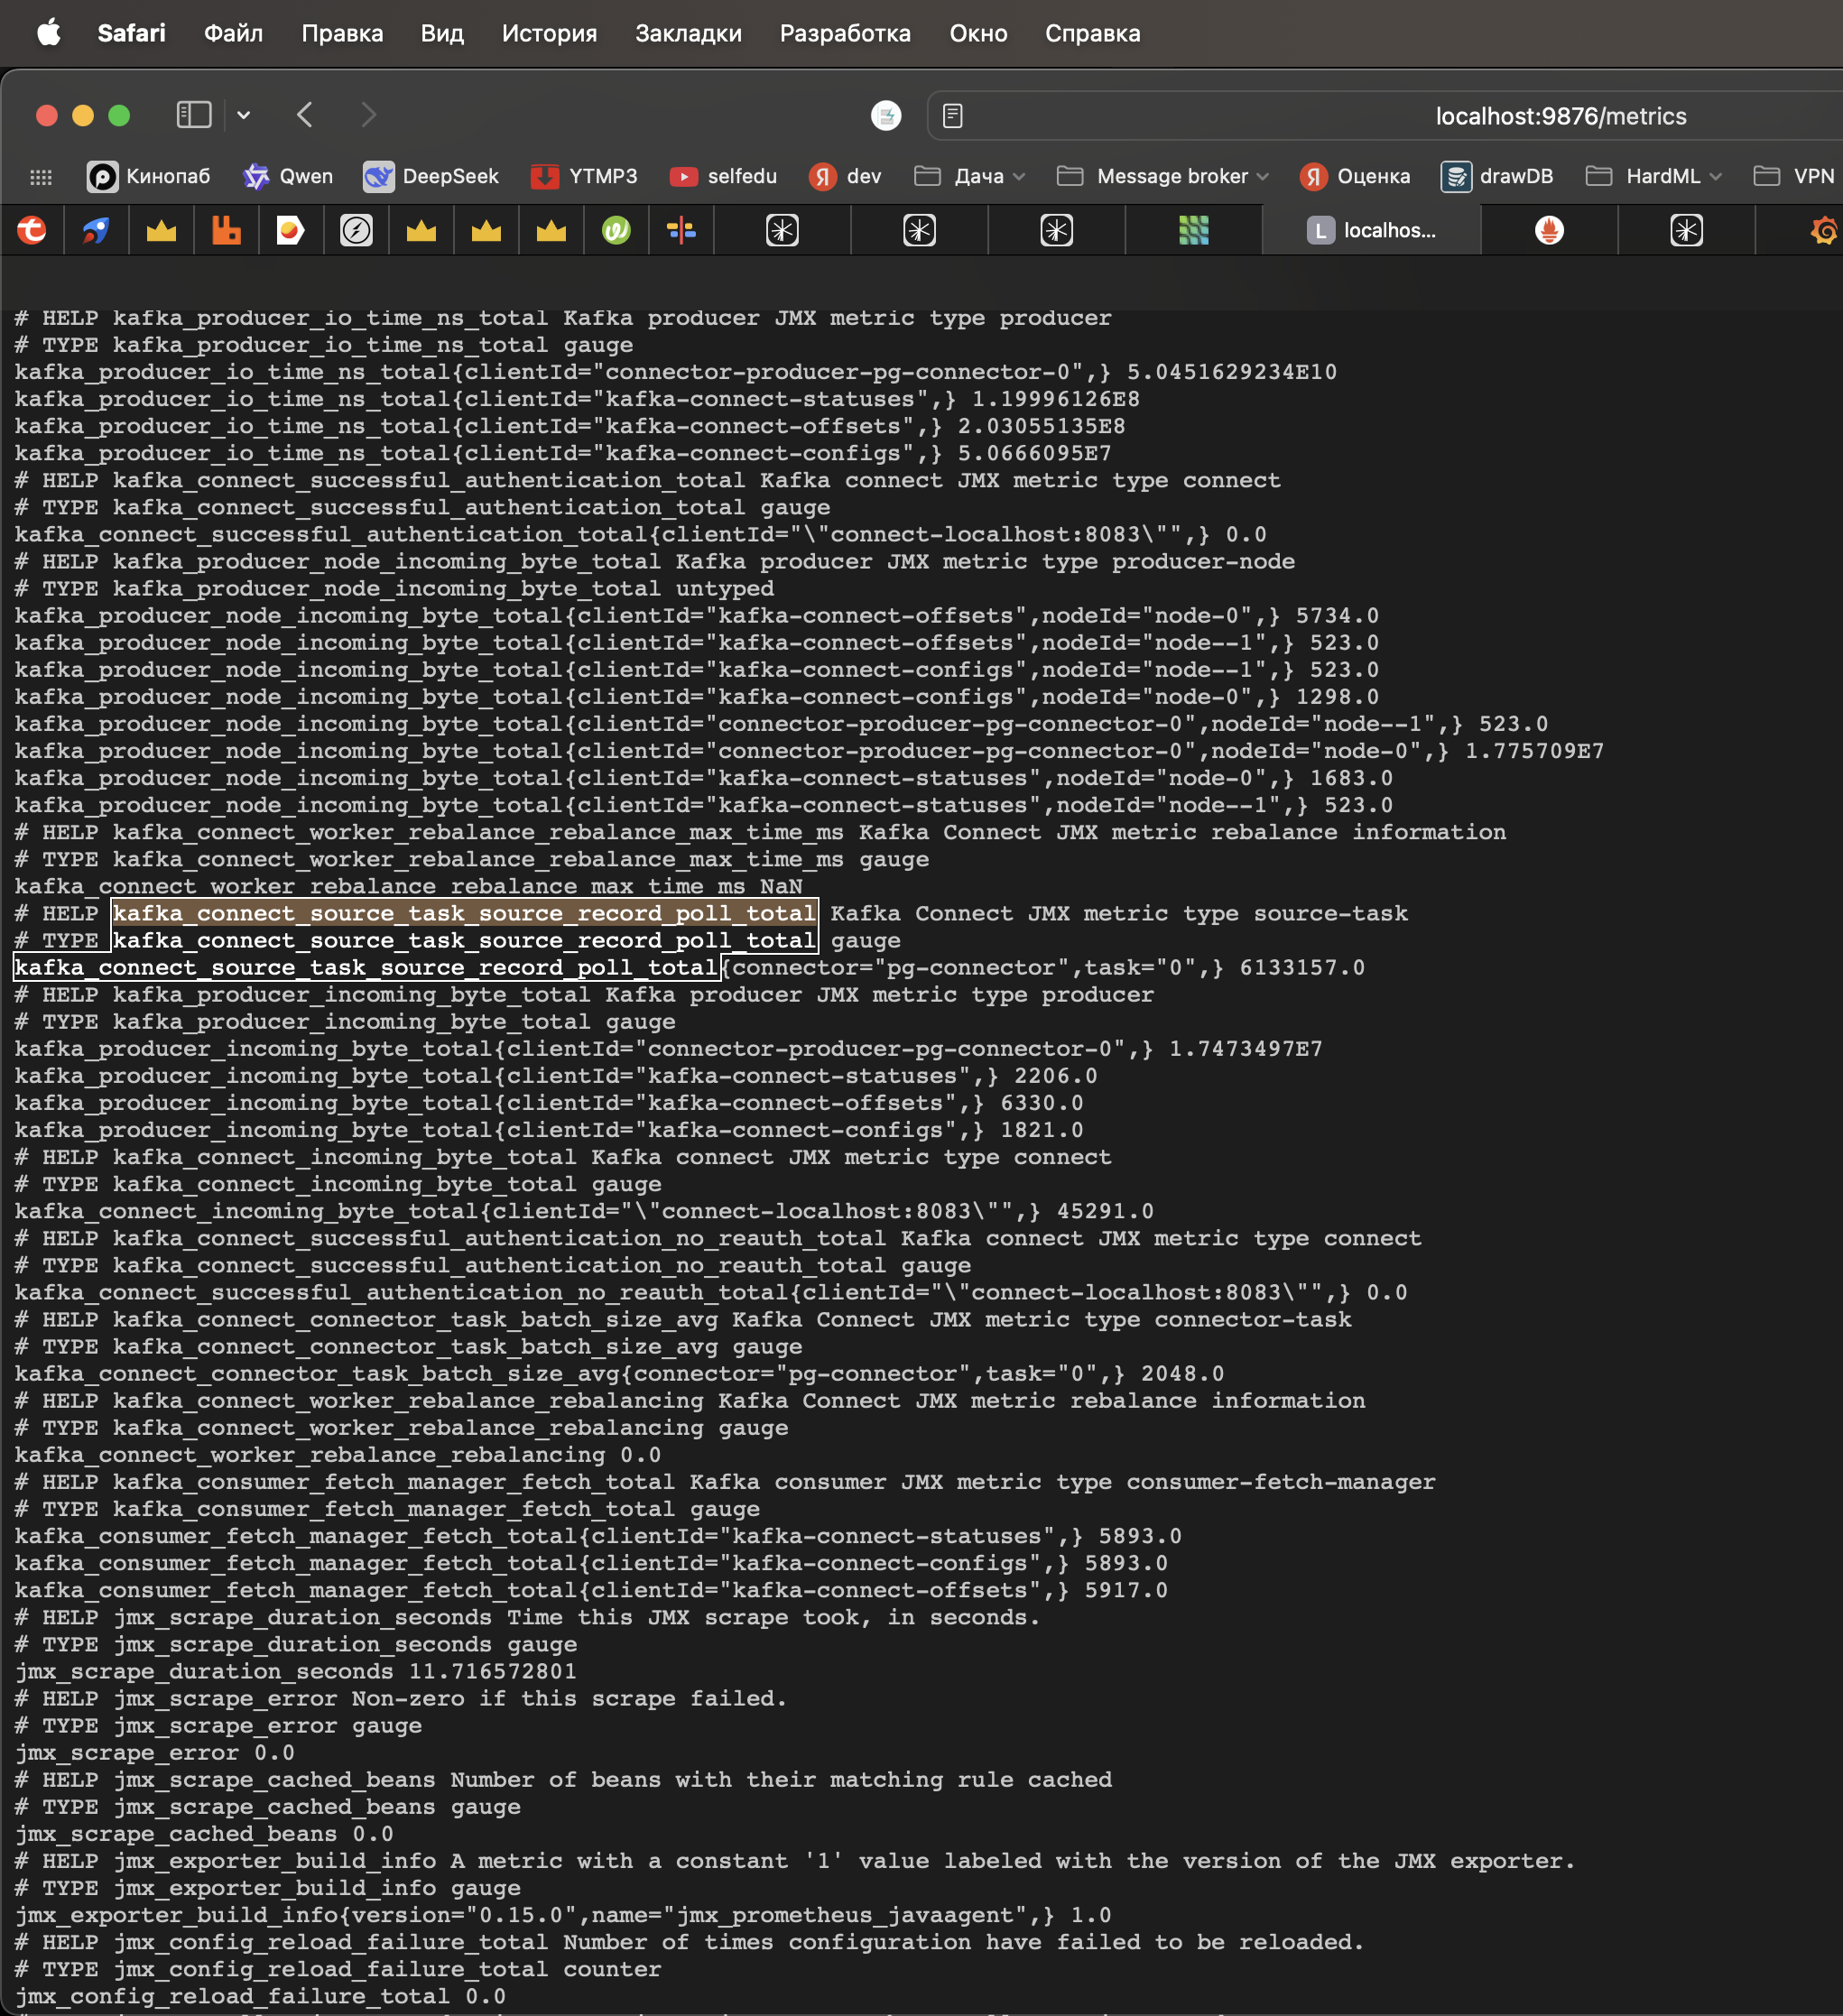 Safari Файл Правка Вид История Закладки Разработка Окно Справка
localhost:9876/metrics
Кинопаб Qwen DeepSeek YTMP3 selfedu dev Дача Message broker Оценка drawDB HardML VPN
L localhos...
# HELP kafka_producer_io_time_ns_total Kafka producer JMX metric type producer
# TYPE kafka_producer_io_time_ns_total gauge
kafka_producer_io_time_ns_total{clientId="connector-producer-pg-connector-0",} 5.0451629234E10
kafka_producer_io_time_ns_total{clientId="kafka-connect-statuses",} 1.19996126E8
kafka_producer_io_time_ns_total{clientId="kafka-connect-offsets",} 2.03055135E8
kafka_producer_io_time_ns_total{clientId="kafka-connect-configs",} 5.0666095E7
# HELP kafka_connect_successful_authentication_total Kafka connect JMX metric type connect
# TYPE kafka_connect_successful_authentication_total gauge
kafka_connect_successful_authentication_total{clientId="\"connect-localhost:8083\"",} 0.0
# HELP kafka_producer_node_incoming_byte_total Kafka producer JMX metric type producer-node
# TYPE kafka_producer_node_incoming_byte_total untyped
kafka_producer_node_incoming_byte_total{clientId="kafka-connect-offsets",nodeId="node-0",} 5734.0
kafka_producer_node_incoming_byte_total{clientId="kafka-connect-offsets",nodeId="node--1",} 523.0
kafka_producer_node_incoming_byte_total{clientId="kafka-connect-configs",nodeId="node--1",} 523.0
kafka_producer_node_incoming_byte_total{clientId="kafka-connect-configs",nodeId="node-0",} 1298.0
kafka_producer_node_incoming_byte_total{clientId="connector-producer-pg-connector-0",nodeId="node--1",} 523.0
kafka_producer_node_incoming_byte_total{clientId="connector-producer-pg-connector-0",nodeId="node-0",} 1.775709E7
kafka_producer_node_incoming_byte_total{clientId="kafka-connect-statuses",nodeId="node-0",} 1683.0
kafka_producer_node_incoming_byte_total{clientId="kafka-connect-statuses",nodeId="node--1",} 523.0
# HELP kafka_connect_worker_rebalance_rebalance_max_time_ms Kafka Connect JMX metric rebalance information
# TYPE kafka_connect_worker_rebalance_rebalance_max_time_ms gauge
kafka_connect_worker_rebalance_rebalance_max_time_ms NaN
# HELP kafka_connect_source_task_source_record_poll_total Kafka Connect JMX metric type source-task
# TYPE kafka_connect_source_task_source_record_poll_total gauge
kafka_connect_source_task_source_record_poll_total{connector="pg-connector",task="0",} 6133157.0
# HELP kafka_producer_incoming_byte_total Kafka producer JMX metric type producer
# TYPE kafka_producer_incoming_byte_total gauge
kafka_producer_incoming_byte_total{clientId="connector-producer-pg-connector-0",} 1.7473497E7
kafka_producer_incoming_byte_total{clientId="kafka-connect-statuses",} 2206.0
kafka_producer_incoming_byte_total{clientId="kafka-connect-offsets",} 6330.0
kafka_producer_incoming_byte_total{clientId="kafka-connect-configs",} 1821.0
# HELP kafka_connect_incoming_byte_total Kafka connect JMX metric type connect
# TYPE kafka_connect_incoming_byte_total gauge
kafka_connect_incoming_byte_total{clientId="\"connect-localhost:8083\"",} 45291.0
# HELP kafka_connect_successful_authentication_no_reauth_total Kafka connect JMX metric type connect
# TYPE kafka_connect_successful_authentication_no_reauth_total gauge
kafka_connect_successful_authentication_no_reauth_total{clientId="\"connect-localhost:8083\"",} 0.0
# HELP kafka_connect_connector_task_batch_size_avg Kafka Connect JMX metric type connector-task
# TYPE kafka_connect_connector_task_batch_size_avg gauge
kafka_connect_connector_task_batch_size_avg{connector="pg-connector",task="0",} 2048.0
# HELP kafka_connect_worker_rebalance_rebalancing Kafka Connect JMX metric rebalance information
# TYPE kafka_connect_worker_rebalance_rebalancing gauge
kafka_connect_worker_rebalance_rebalancing 0.0
# HELP kafka_consumer_fetch_manager_fetch_total Kafka consumer JMX metric type consumer-fetch-manager
# TYPE kafka_consumer_fetch_manager_fetch_total gauge
kafka_consumer_fetch_manager_fetch_total{clientId="kafka-connect-statuses",} 5893.0
kafka_consumer_fetch_manager_fetch_total{clientId="kafka-connect-configs",} 5893.0
kafka_consumer_fetch_manager_fetch_total{clientId="kafka-connect-offsets",} 5917.0
# HELP jmx_scrape_duration_seconds Time this JMX scrape took, in seconds.
# TYPE jmx_scrape_duration_seconds gauge
jmx_scrape_duration_seconds 11.716572801
# HELP jmx_scrape_error Non-zero if this scrape failed.
# TYPE jmx_scrape_error gauge
jmx_scrape_error 0.0
# HELP jmx_scrape_cached_beans Number of beans with their matching rule cached
# TYPE jmx_scrape_cached_beans gauge
jmx_scrape_cached_beans 0.0
# HELP jmx_exporter_build_info A metric with a constant '1' value labeled with the version of the JMX exporter.
# TYPE jmx_exporter_build_info gauge
jmx_exporter_build_info{version="0.15.0",name="jmx_prometheus_javaagent",} 1.0
# HELP jmx_config_reload_failure_total Number of times configuration have failed to be reloaded.
# TYPE jmx_config_reload_failure_total counter
jmx_config_reload_failure_total 0.0